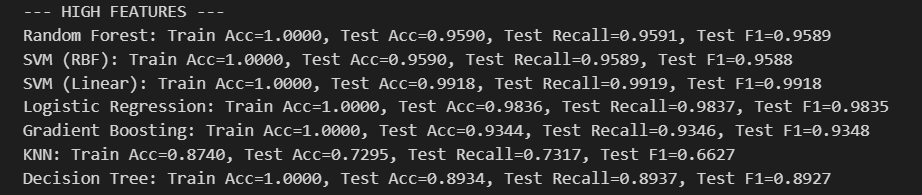 --- HIGH FEATURES ---
Random Forest: Train Acc=1.0000, Test Acc=0.9590, Test Recall=0.9591, Test F1=0.9589
SVM (RBF): Train Acc=1.0000, Test Acc=0.9590, Test Recall=0.9589, Test F1=0.9588
SVM (Linear): Train Acc=1.0000, Test Acc=0.9918, Test Recall=0.9919, Test F1=0.9918
Logistic Regression: Train Acc=1.0000, Test Acc=0.9836, Test Recall=0.9837, Test F1=0.9835
Gradient Boosting: Train Acc=1.0000, Test Acc=0.9344, Test Recall=0.9346, Test F1=0.9348
KNN: Train Acc=0.8740, Test Acc=0.7295, Test Recall=0.7317, Test F1=0.6627
Decision Tree: Train Acc=1.0000, Test Acc=0.8934, Test Recall=0.8937, Test F1=0.8927